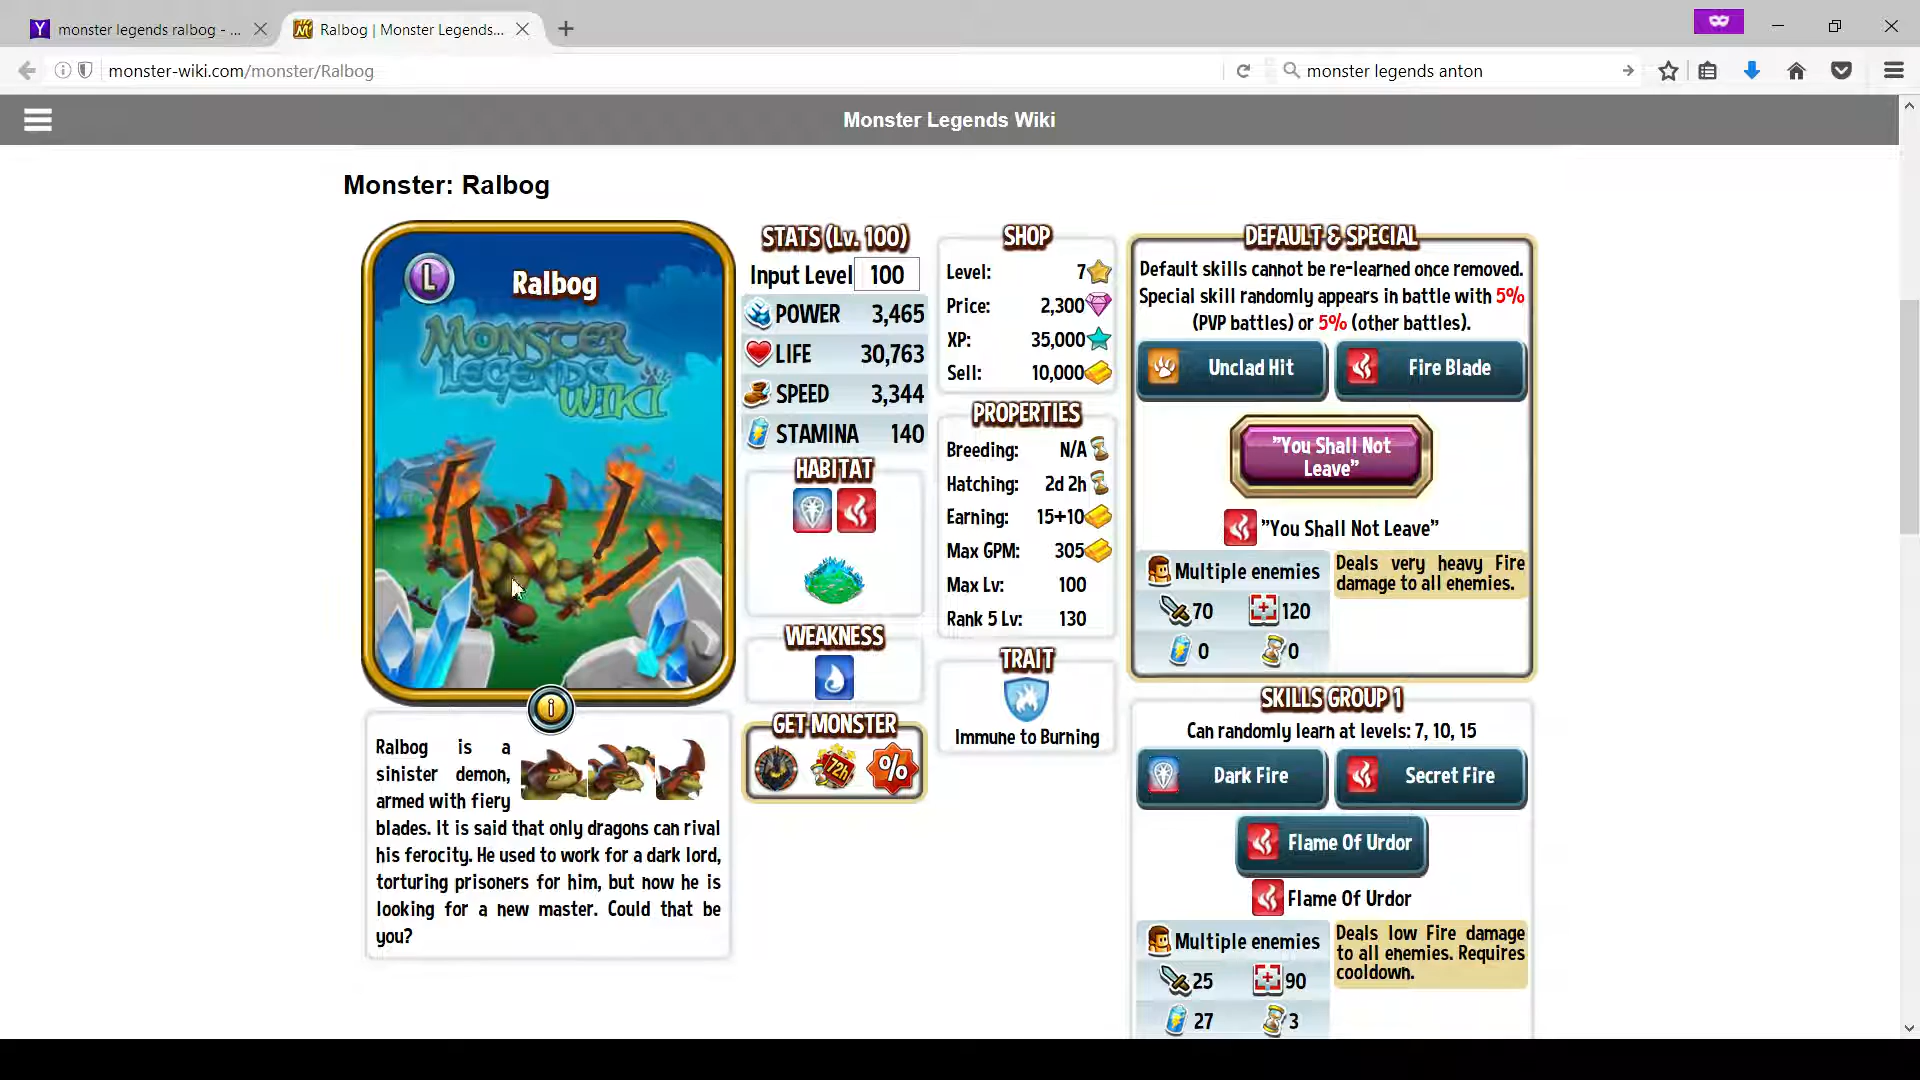 monster legends ralbog - ...
Ralbog | Monster Legends...
monster-wiki.com/monster/Ralbog
monster legends anton
Monster Legends Wiki
Monster: Ralbog
L
Ralbog
MONSTER
LEGENDS
WIKI
i
Ralbog is a
sinister demon,
armed with fiery
blades. It is said that only dragons can rival
his ferocity. He used to work for a dark lord,
torturing prisoners for him, but now he is
looking for a new master. Could that be
you?
STATS (Lv. 100)
Input Level 100
POWER 3,465
LIFE 30,763
SPEED 3,344
STAMINA 140
HABITAT
WEAKNESS
GET MONSTER
72h
%
SHOP
Level: 7
Price: 2,300
XP: 35,000
Sell: 10,000
PROPERTIES
Breeding: N/A
Hatching: 2d 2h
Earning: 15+10
Max GPM: 305
Max Lv: 100
Rank 5 Lv: 130
TRAIT
Immune to Burning
DEFAULT & SPECIAL
Default skills cannot be re-learned once removed.
Special skill randomly appears in battle with 5%
(PVP battles) or 5% (other battles).
Unclad Hit
Fire Blade
"You Shall Not
Leave"
"You Shall Not Leave"
Multiple enemies
70 120
0 0
Deals very heavy Fire
damage to all enemies.
SKILLS GROUP 1
Can randomly learn at levels: 7, 10, 15
Dark Fire
Secret Fire
Flame Of Urdor
Flame Of Urdor
Multiple enemies
25 90
27 3
Deals low Fire damage
to all enemies. Requires
cooldown.